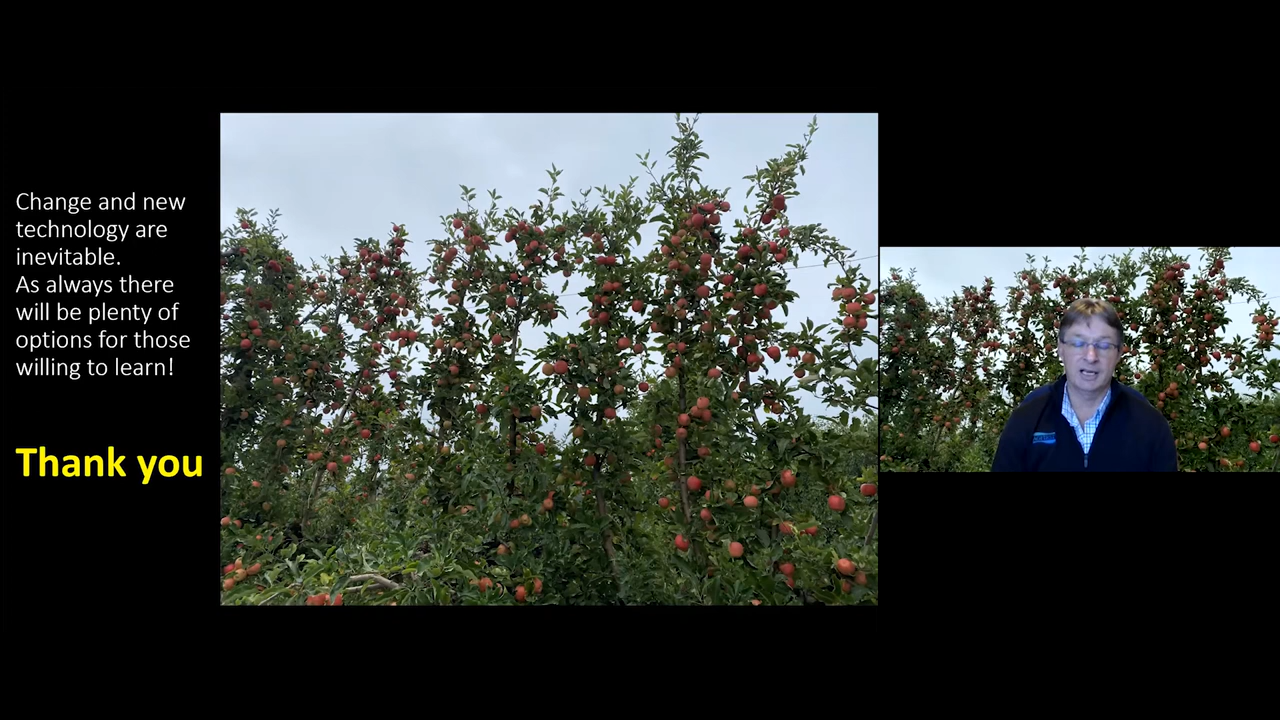 Change and new
technology are
inevitable.
As always there
will be plenty of
options for those
willing to learn!
Thank you